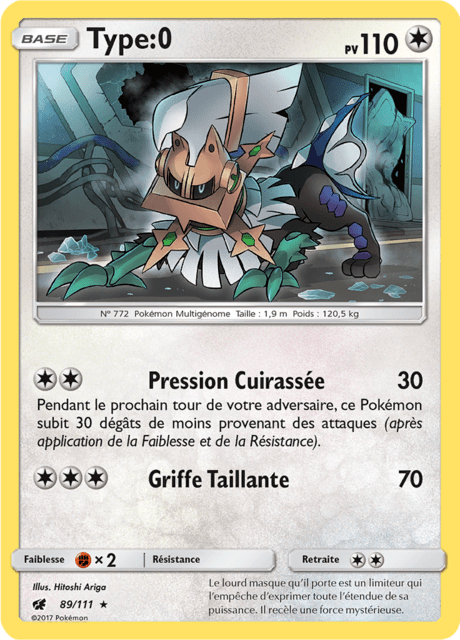 BASE Type:0 PV110
N° 772 Pokémon Multigénome Taille : 1,9 m Poids : 120,5 kg
Pression Cuirassée 30
Pendant le prochain tour de votre adversaire, ce Pokémon
subit 30 dégâts de moins provenant des attaques (après
application de la Faiblesse et de la Résistance).
Griffe Taillante 70
Faiblesse ×2 Résistance Retraite
Illus. Hitoshi Ariga
89/111 ★
©2017 Pokémon
Le lourd masque qu'il porte est un limiteur qui
l'empêche d'exprimer toute l'étendue de sa
puissance. Il recèle une force mystérieuse.